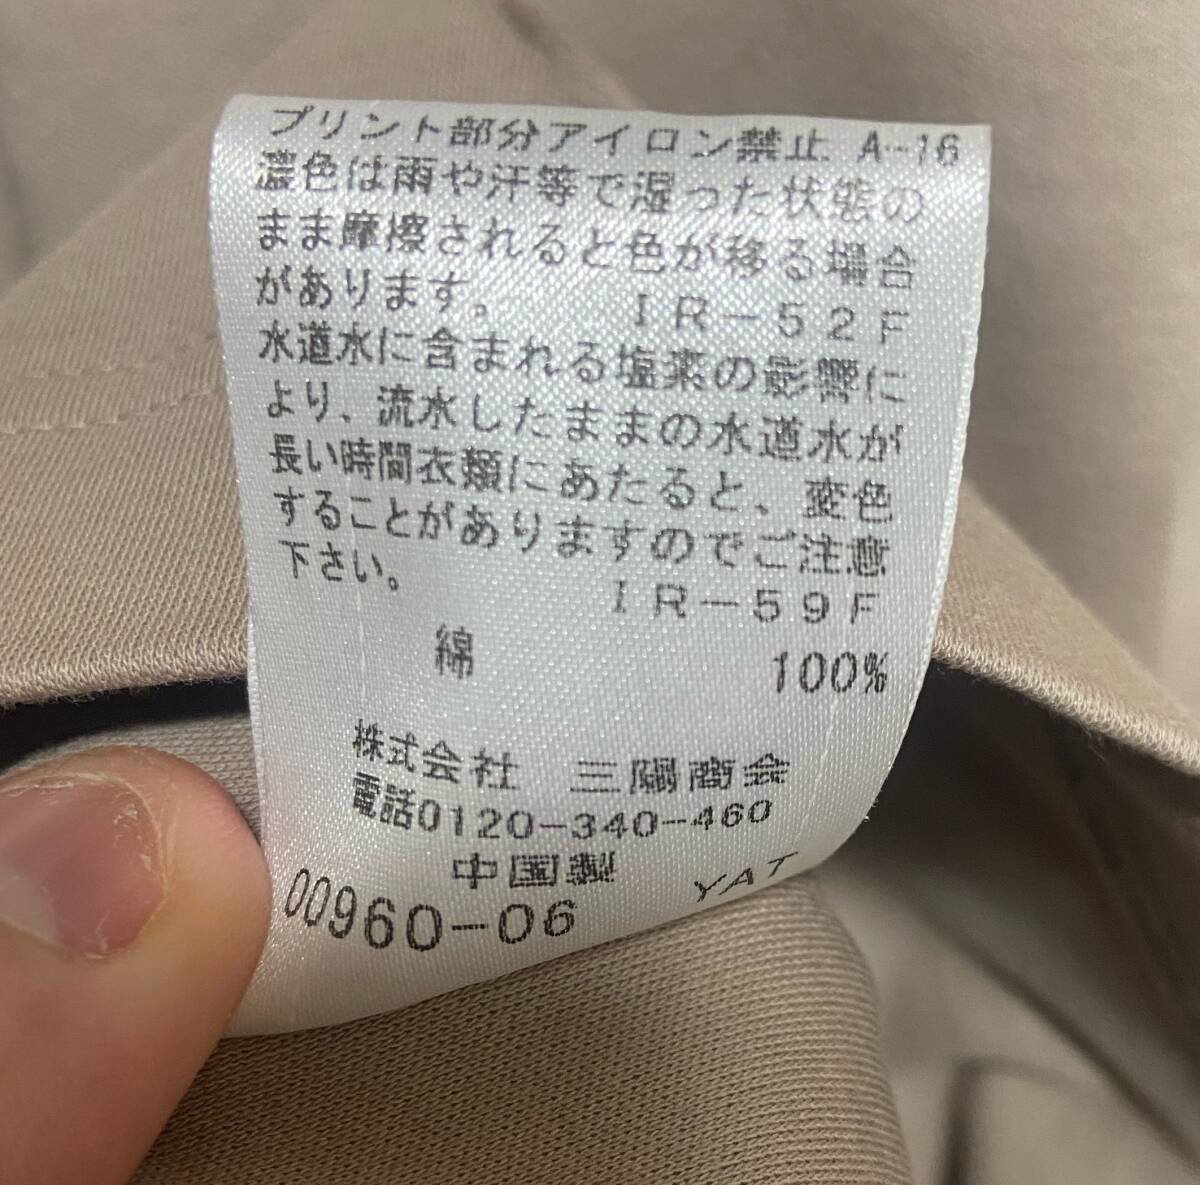 プリント部分アイロン禁止 A-16
濃色は雨や汗等で湿った状態の
まま摩擦されると色が移る場合
があります。 IR-52F
水道水に含まれる塩素の影響に
より、流水したままの水道水が
長い時間衣類にあたると、変色
することがありますのでご注意
下さい。 IR-59F
綿 100%
株式会社 三陽商会
電話0120-340-460
中国製
00960-06 YAT